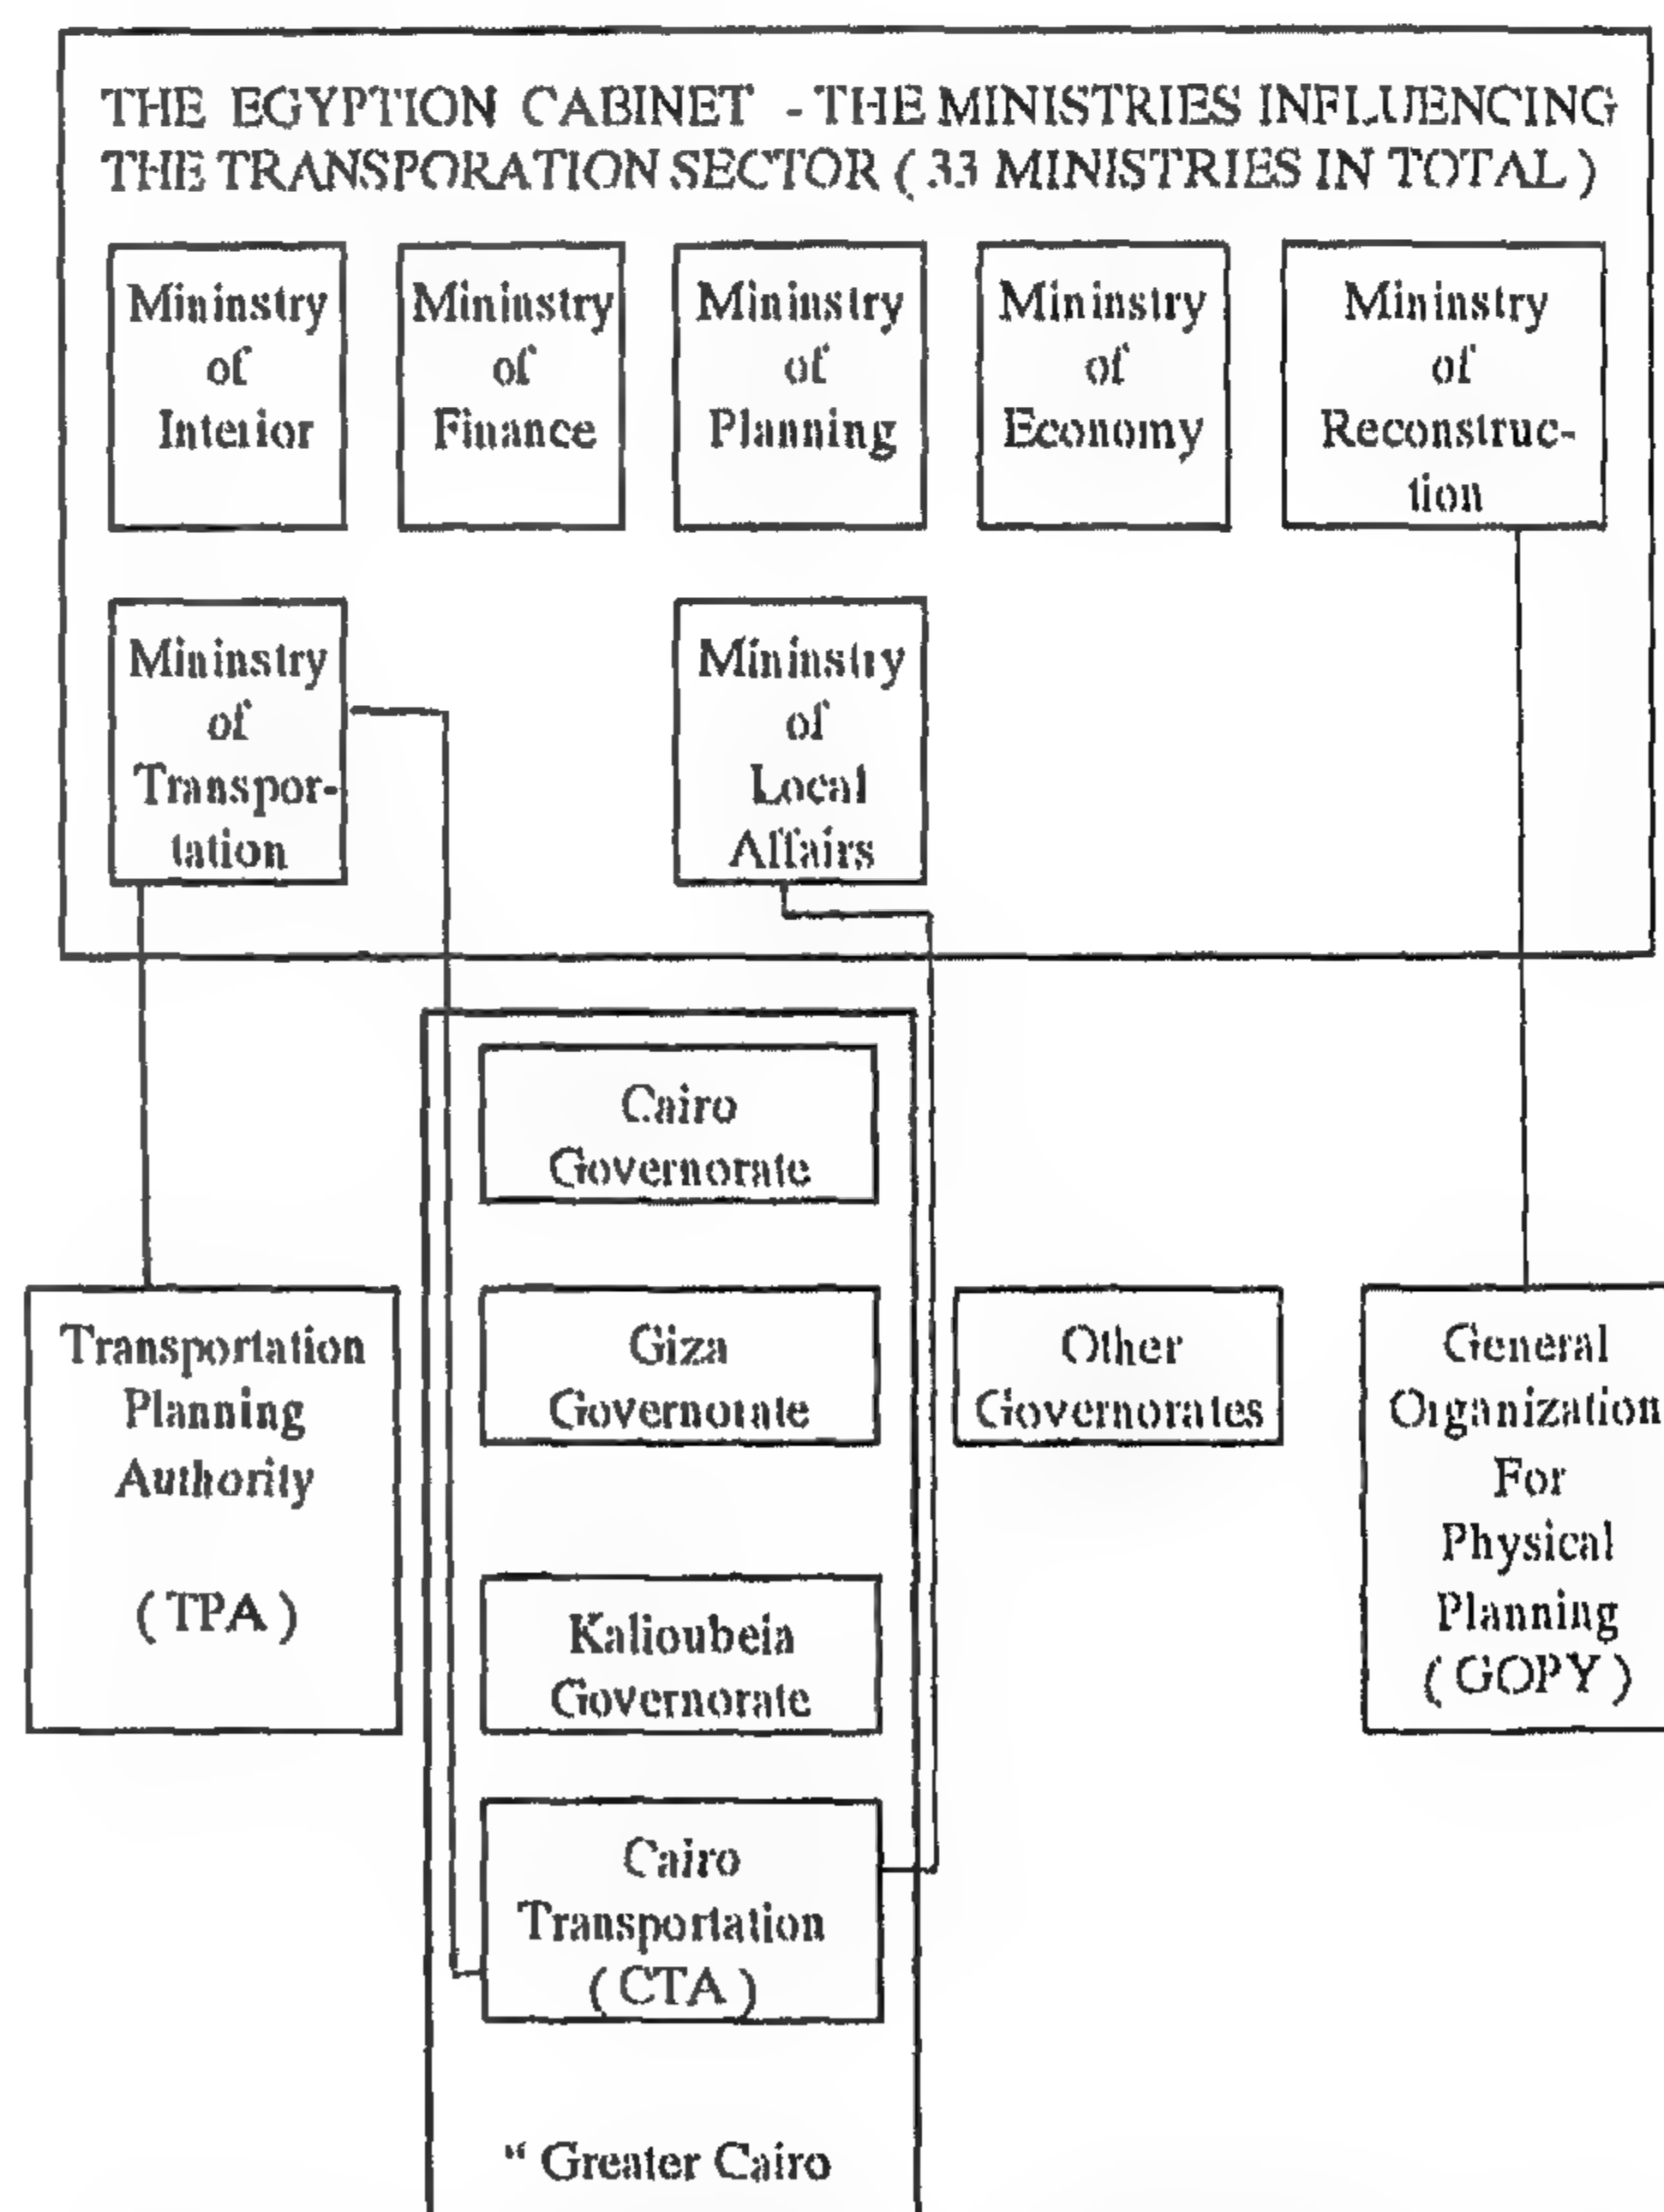 THE EGYPTION CABINET - THE MINISTRIES INFLUENCING
THE TRANSPORATION SECTOR ( 33 MINISTRIES IN TOTAL )
Mininstry
of
Interior
Mininstry
of
Finance
Mininstry
of
Planning
Mininstry
of
Economy
Mininstry
of
Reconstruc-
tion
Mininstry
of
Transpor-
tation
Mininstry
of
Local
Affairs
Cairo
Governorate
Transportation
Planning
Authority
( TPA )
Giza
Governorate
Other
Governorates
General
Organization
For
Physical
Planning
( GOPY )
Kalioubeia
Governorate
Cairo
Transportation
( CTA )
“ Greater Cairo